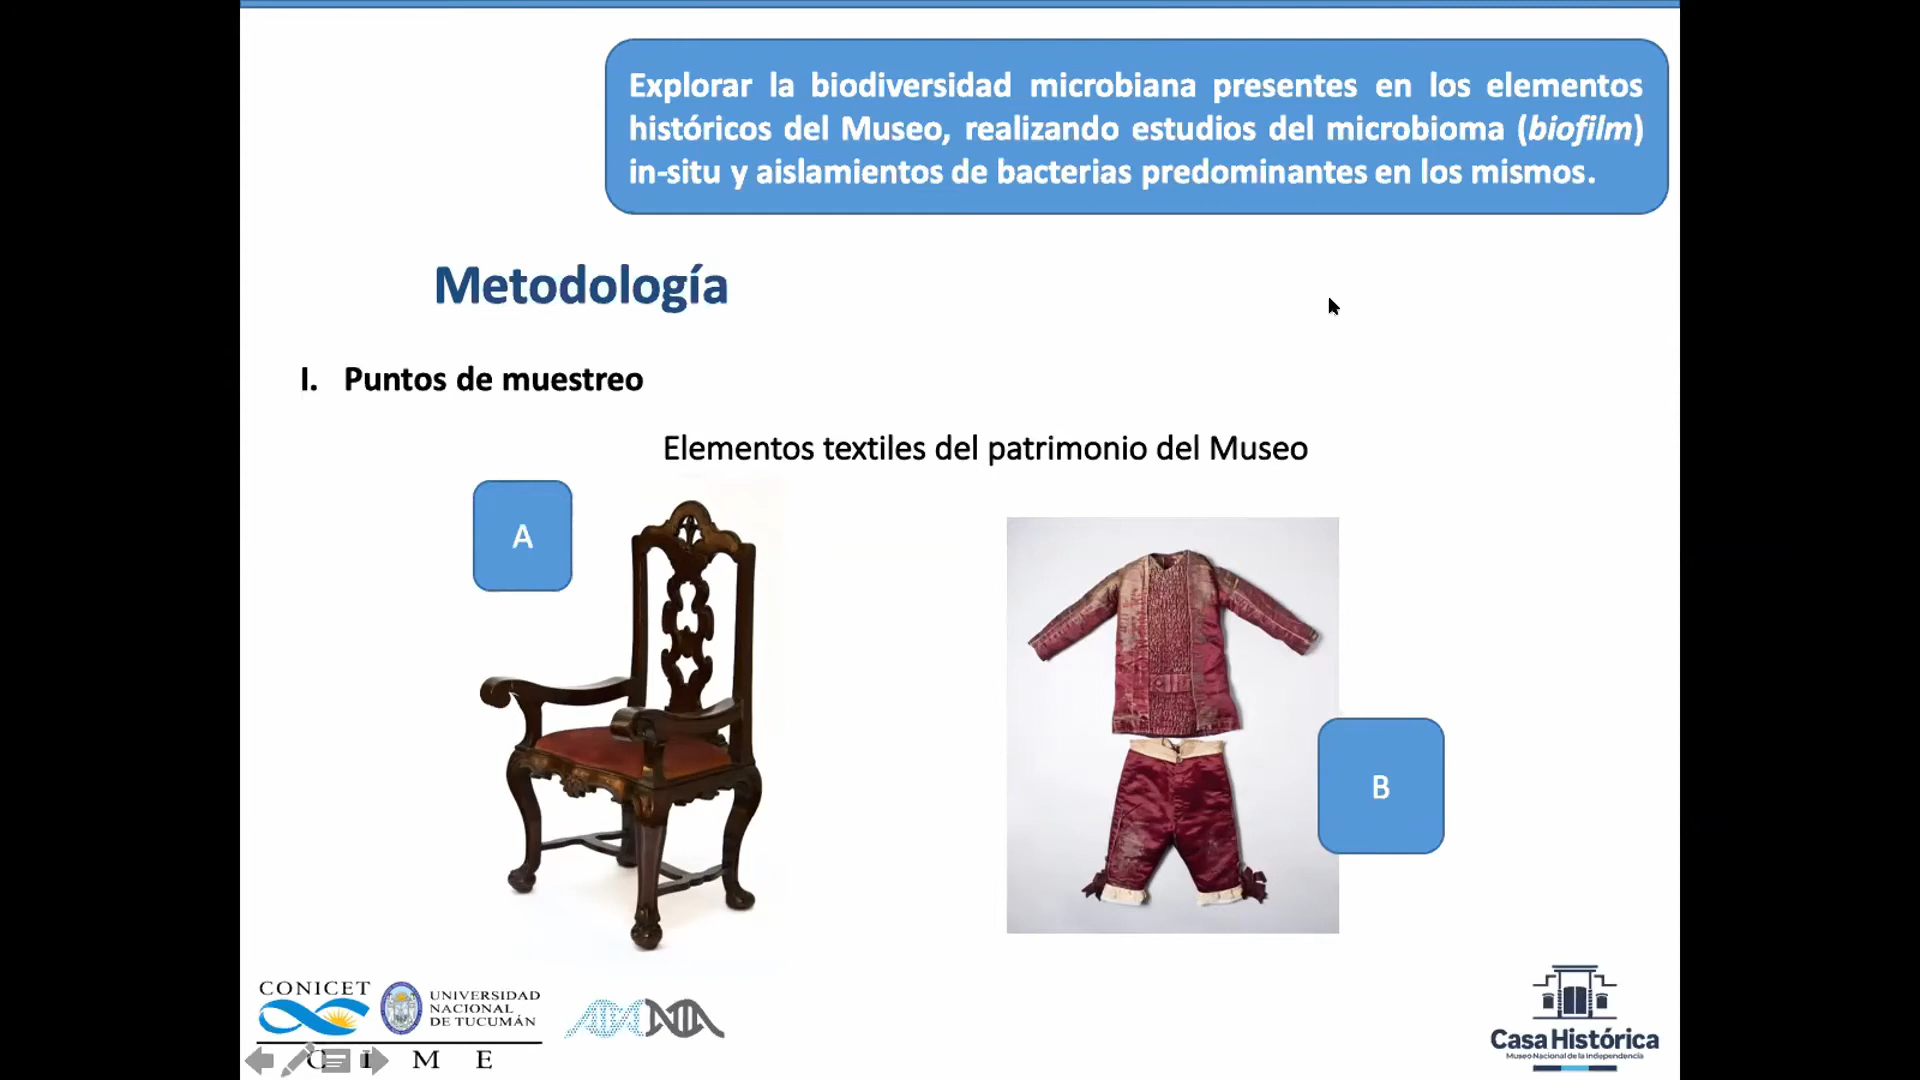 Explorar la biodiversidad microbiana presentes en los elementos
históricos del Museo, realizando estudios del microbioma (biofilm)
in-situ y aislamientos de bacterias predominantes en los mismos.
Metodología
I. Puntos de muestreo
Elementos textiles del patrimonio del Museo
A
B
CONICET
UNIVERSIDAD
NACIONAL
DE TUCUMÁN
C I M E
Casa Histórica
Museo Nacional de la Independencia